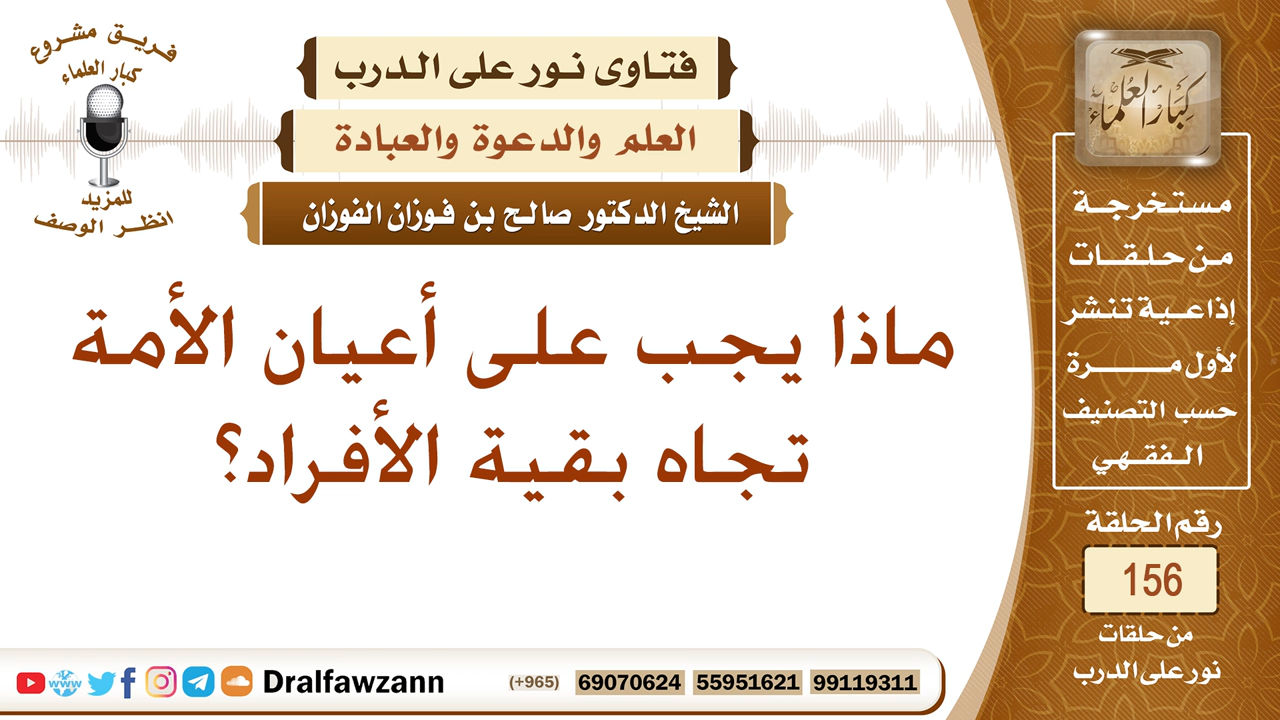 فريق مشروع
كبار العلماء
للمزيد
انظر الوصف
فتاوى نور على الدرب
العلم والدعوة والعبادة
الشيخ الدكتور صالح بن فوزان الفوزان
ماذا يجب على أعيان الأمة
تجاه بقية الأفراد؟
كبار العلماء
مستخرجة
من حلقات
إذاعية تنشر
لأول مرة
حسب التصنيف
الفقهي
رقم الحلقة
156
من حلقات
نور على الدرب
www Dralfawzann (+965) 69070624 55951621 99119311